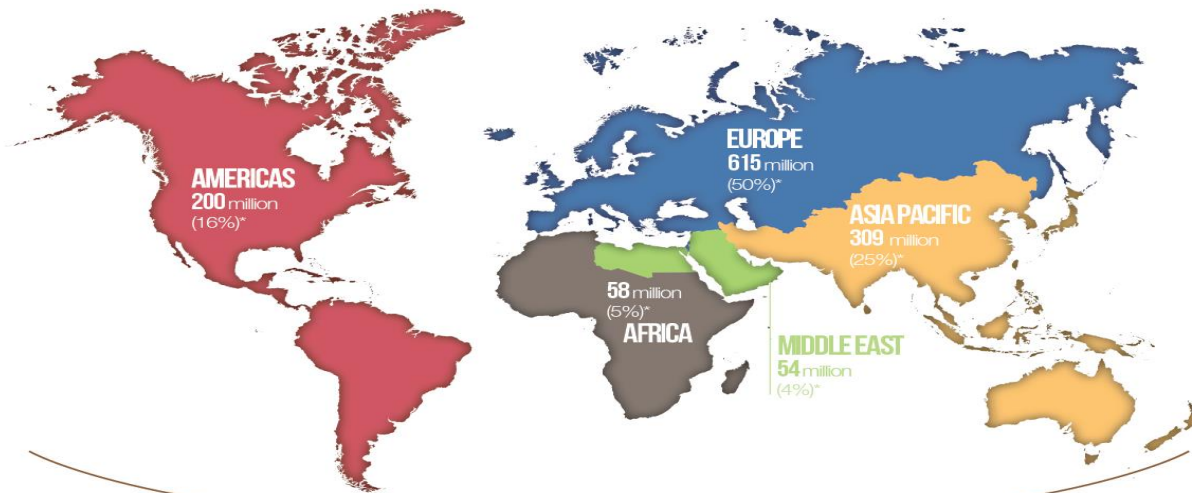 AMERICAS
200 million
(16%)*
EUROPE
615 million
(50%)*
ASIA PACIFIC
309 million
(25%)*
58 million
(5%)*
AFRICA
MIDDLE EAST
54 million
(4%)*